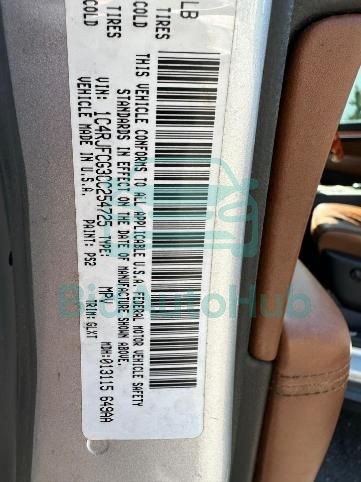 LB
TIRES COLD
TIRES COLD
THIS VEHICLE CONFORMS TO ALL APPLICABLE U.S.A. FEDERAL MOTOR VEHICLE SAFETY
STANDARDS IN EFFECT ON THE DATE OF MANUFACTURE SHOWN ABOVE.
VIN: 1C4RJFCG3CC254725 TYPE: MPV MDH:013115 649AA
VEHICLE MADE IN U.S.A. PAINT: PS2 TRIM:GLXT
BidAutoHub